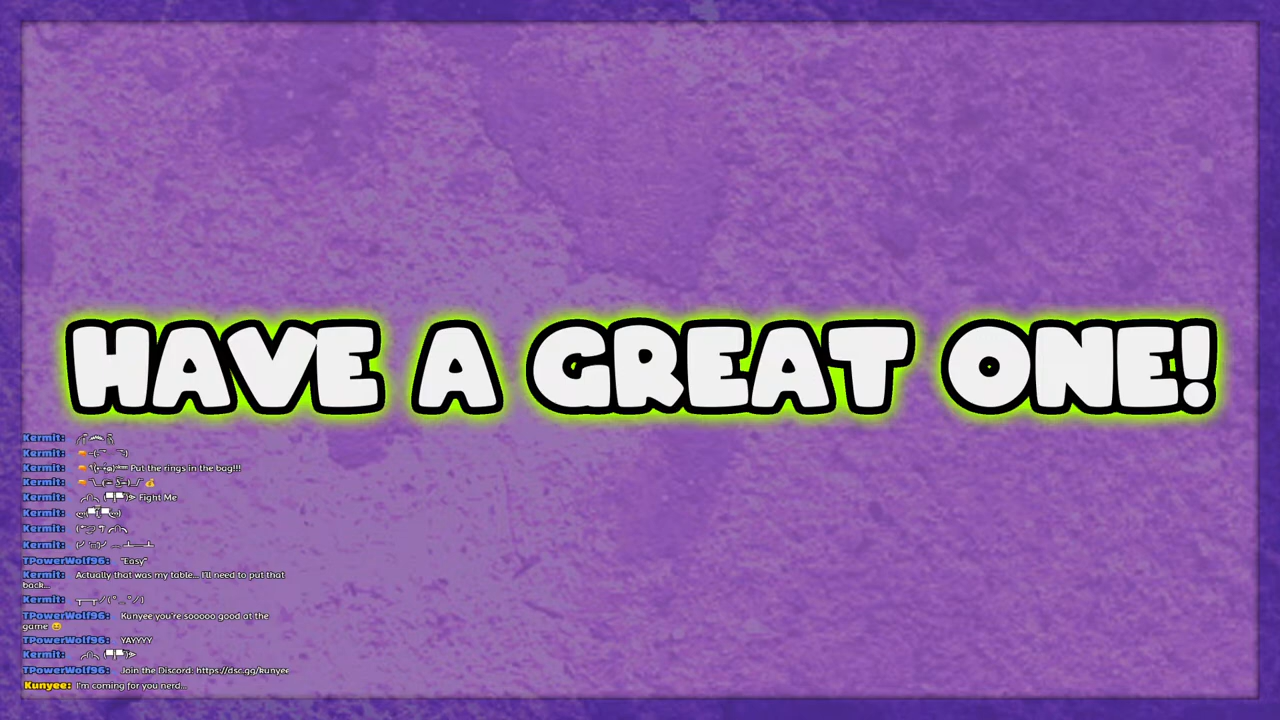 HAVE A GREAT ONE!
Kermit:
Kermit:
Kermit: Put the rings in the bag!!!
Kermit:
Kermit: Fight Me
Kermit:
Kermit:
Kermit:
TPowerWolf96: "Easy"
Kermit: Actually that was my table... I'll need to put that
back...
Kermit:
TPowerWolf96: Kunyee you're sooooo good at the
game 😆
TPowerWolf96: YAYYYY
Kermit:
TPowerWolf96: Join the Discord: https://dsc.gg/kunyee
Kunyee: I'm coming for you nerd...